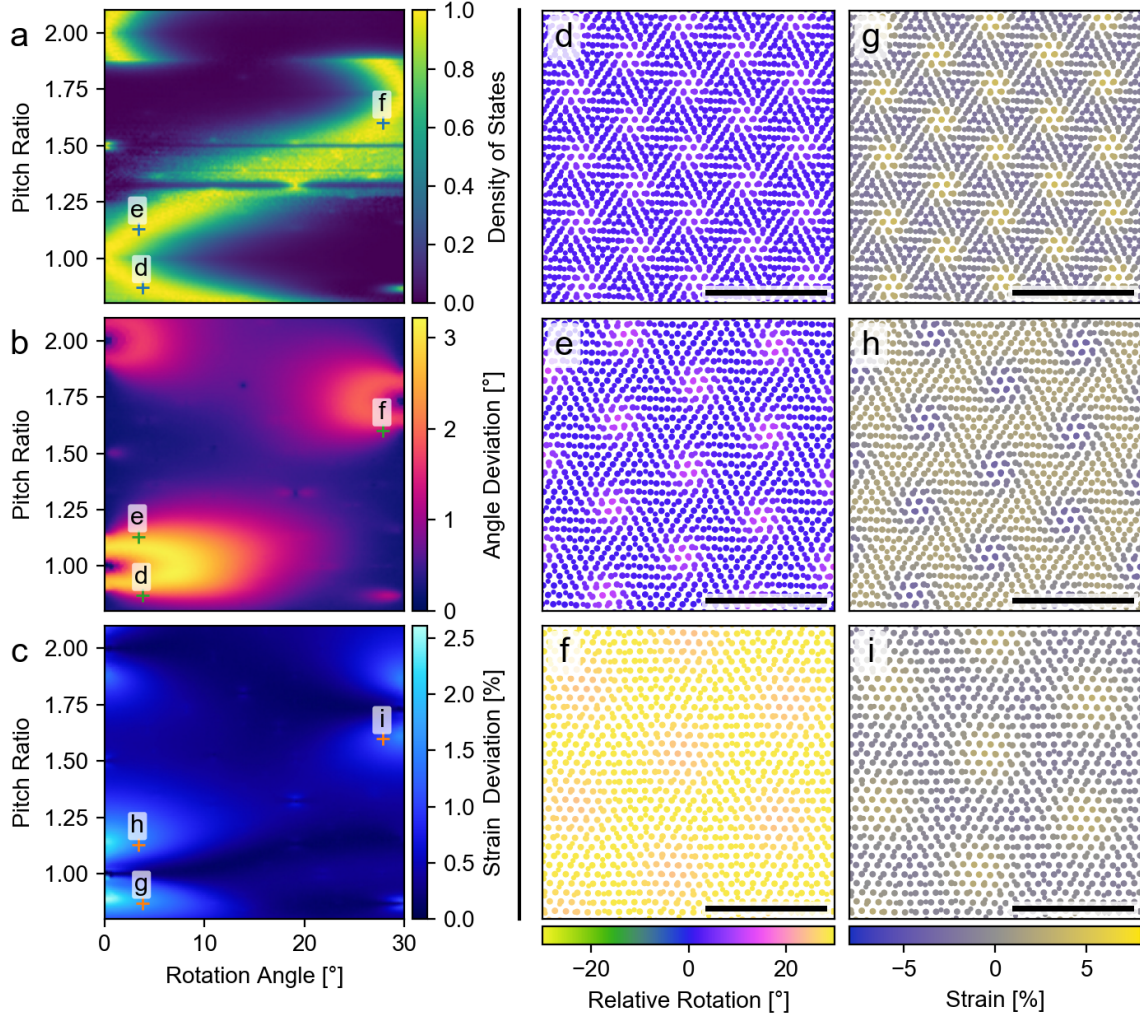 a
2.00
1.75
1.50
1.25
1.00
Pitch Ratio
f
e
d
1.0
0.8
0.6
0.4
0.2
0.0
Density of States
b
2.00
1.75
1.50
1.25
1.00
Pitch Ratio
f
e
d
3
2
1
0
Angle Deviation [°]
c
2.00
1.75
1.50
1.25
1.00
Pitch Ratio
i
h
g
2.5
2.0
1.5
1.0
0.5
0.0
Strain Deviation [%]
0 10 20 30
Rotation Angle [°]
d
g
e
h
f
i
−20 0 20
Relative Rotation [°]
−5 0 5
Strain [%]